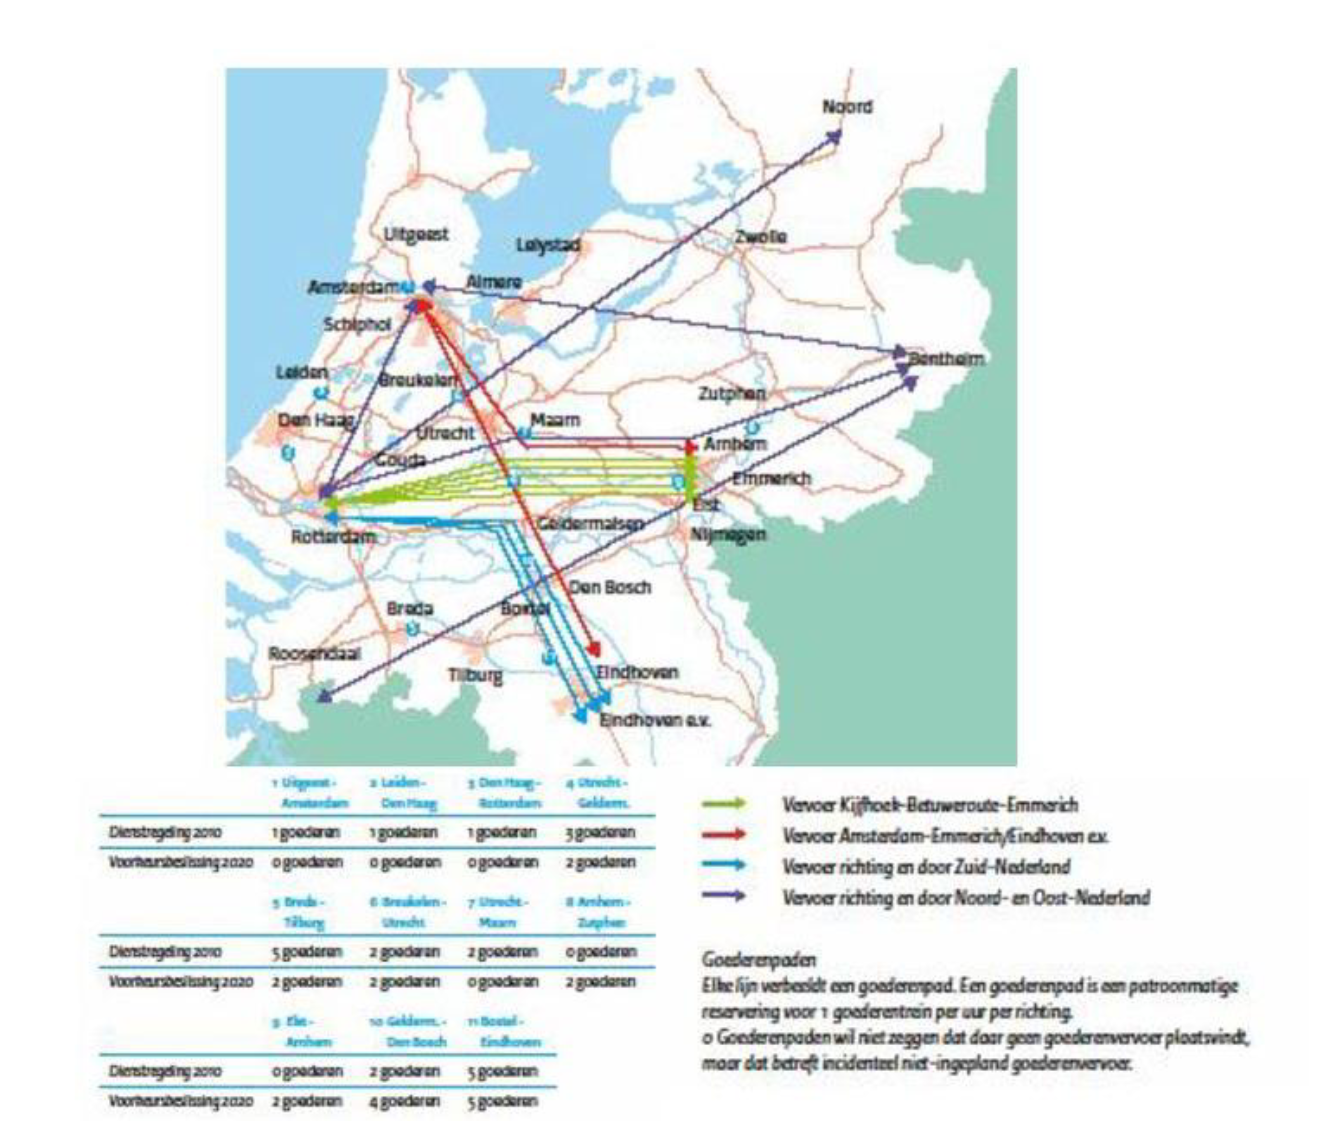 Noord
Uitgeest
Lelystad
Zwolle
Amsterdam
Almere
Schiphol
Bentheim
Leiden
Breukelen
Zutphen
Den Haag
Maarn
Utrecht
Arnhem
Gouda
Emmerich
Elst
Geldermalsen
Rotterdam
Nijmegen
Den Bosch
Breda
Boxtel
Roosendaal
Tilburg
Eindhoven
Eindhoven e.v.
1 Uitgeest- 2 Leiden- 3 Den Haag- 4 Utrecht-
Amsterdam Den Haag Rotterdam Gelderm.
Dienstregeling 2010 1 goederen 1 goederen 1 goederen 3 goederen
Voorkeursbeslissing 2020 0 goederen 0 goederen 0 goederen 2 goederen
5 Breda- 6 Breukelen- 7 Utrecht- 8 Arnhem-
Tilburg Utrecht Maarn Zutphen
Dienstregeling 2010 5 goederen 2 goederen 2 goederen 0 goederen
Voorkeursbeslissing 2020 2 goederen 2 goederen 0 goederen 2 goederen
9 Elst- 10 Gelderm.- 11 Boxtel-
Arnhem Den Bosch Eindhoven
Dienstregeling 2010 0 goederen 2 goederen 5 goederen
Voorkeursbeslissing 2020 2 goederen 4 goederen 5 goederen
Vervoer Kijfhoek-Betuweroute-Emmerich
Vervoer Amsterdam-Emmerich/Eindhoven e.v.
Vervoer richting en door Zuid-Nederland
Vervoer richting en door Noord- en Oost-Nederland
Goederenpaden
Elke lijn verbeeldt een goederenpad. Een goederenpad is een patroonmatige
reservering voor 1 goederentrein per uur per richting.
0 Goederenpaden wil niet zeggen dat daar geen goederenvervoer plaatsvindt,
maar dat betreft incidenteel niet-ingepland goederenvervoer.